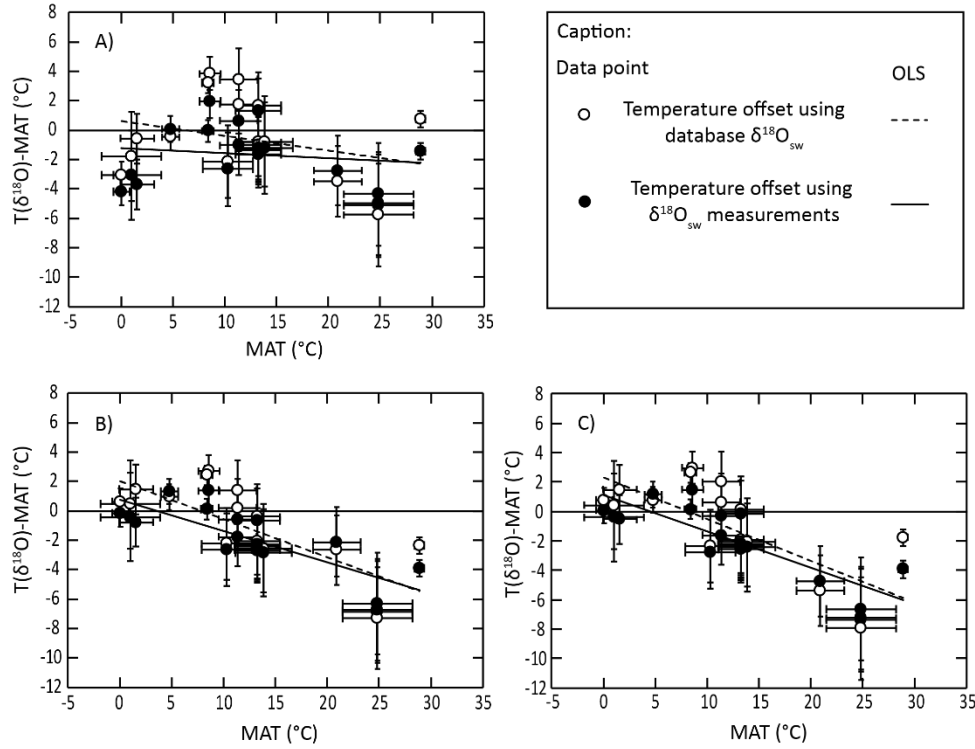 A)
T(δ¹⁸O)-MAT (°C)
8
6
4
2
0
-2
-4
-6
-8
-10
-12
-5 0 5 10 15 20 25 30 35
MAT (°C)
Caption:
Data point OLS
Temperature offset using
database δ¹⁸O_sw
Temperature offset using
δ¹⁸O_sw measurements
B)
T(δ¹⁸O)-MAT (°C)
8
6
4
2
0
-2
-4
-6
-8
-10
-12
-5 0 5 10 15 20 25 30 35
MAT (°C)
C)
T(δ¹⁸O)-MAT (°C)
8
6
4
2
0
-2
-4
-6
-8
-10
-12
-5 0 5 10 15 20 25 30 35
MAT (°C)